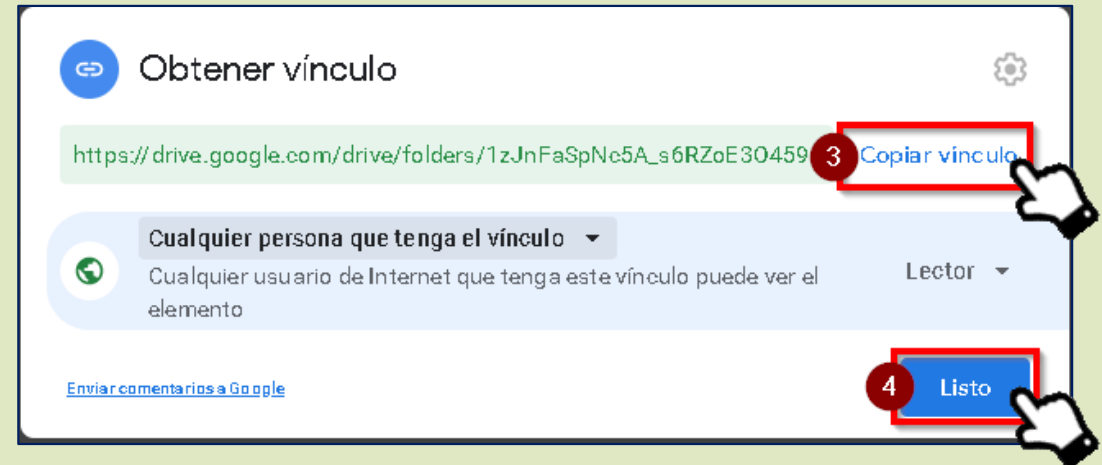 Obtener vínculo
https://drive.google.com/drive/folders/1zJnFaSpNc5A_s6RZoE3O459 3 Copiar vínculo
Cualquier persona que tenga el vínculo
Cualquier usuario de Internet que tenga este vínculo puede ver el
elemento
Lector
Enviar comentarios a Google
4 Listo